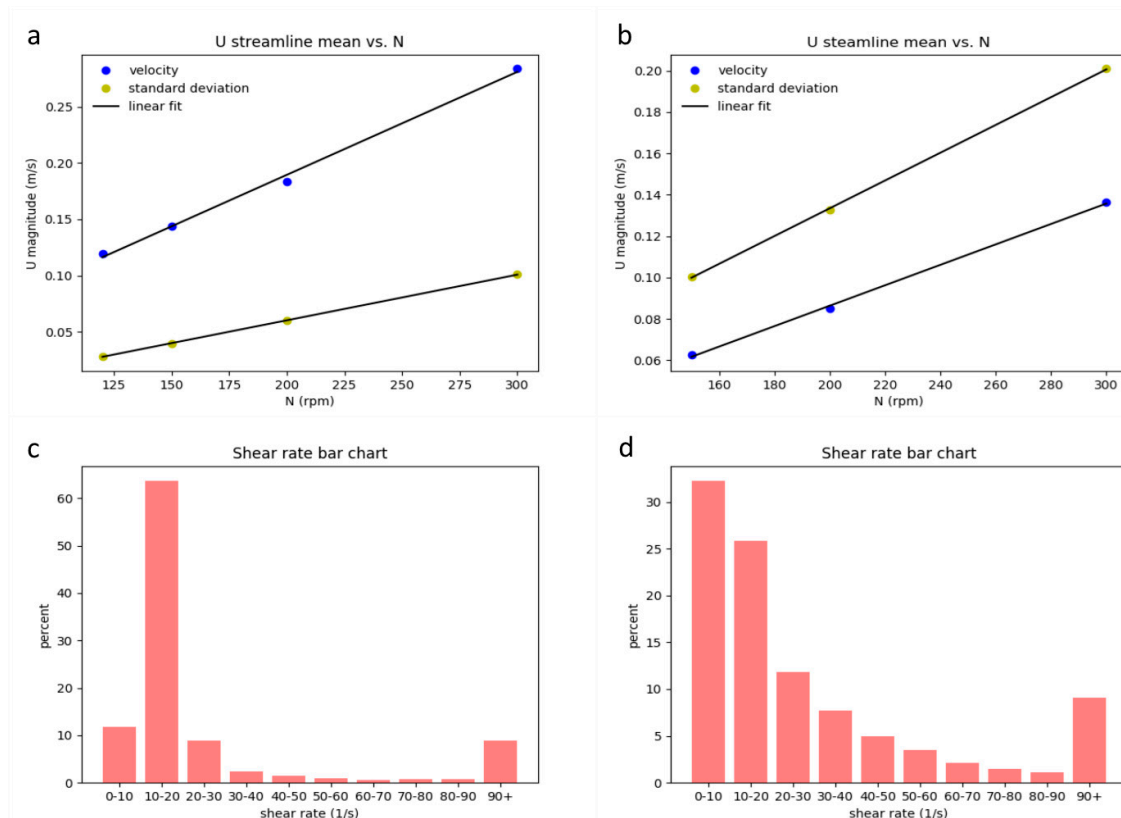 a
U streamline mean vs. N
velocity
standard deviation
linear fit
U magnitude (m/s)
0.25
0.20
0.15
0.10
0.05
125 150 175 200 225 250 275 300
N (rpm)
b
U steamline mean vs. N
velocity
standard deviation
linear fit
U magnitude (m/s)
0.20
0.18
0.16
0.14
0.12
0.10
0.08
0.06
160 180 200 220 240 260 280 300
N (rpm)
c
Shear rate bar chart
percent
60
50
40
30
20
10
0
0-10 10-20 20-30 30-40 40-50 50-60 60-70 70-80 80-90 90+
shear rate (1/s)
d
Shear rate bar chart
percent
30
25
20
15
10
5
0
0-10 10-20 20-30 30-40 40-50 50-60 60-70 70-80 80-90 90+
shear rate (1/s)